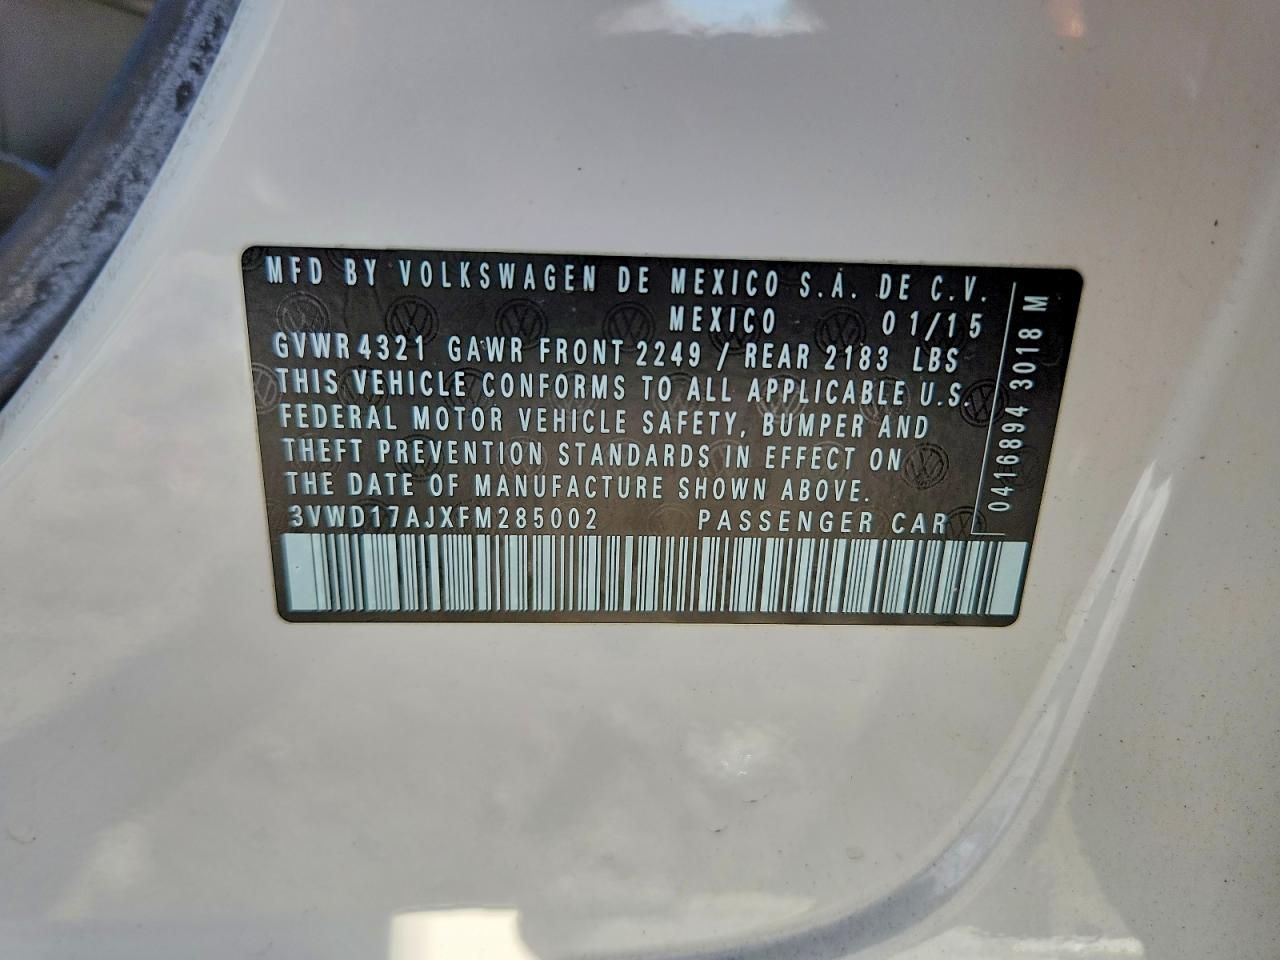 MFD BY VOLKSWAGEN DE MEXICO S.A. DE C.V.
MEXICO 01/15
GVWR 4321 GAWR FRONT 2249 / REAR 2183 LBS
THIS VEHICLE CONFORMS TO ALL APPLICABLE U.S.
FEDERAL MOTOR VEHICLE SAFETY, BUMPER AND
THEFT PREVENTION STANDARDS IN EFFECT ON
THE DATE OF MANUFACTURE SHOWN ABOVE.
3VWD17AJXFM285002 PASSENGER CAR
0416894 3018 M